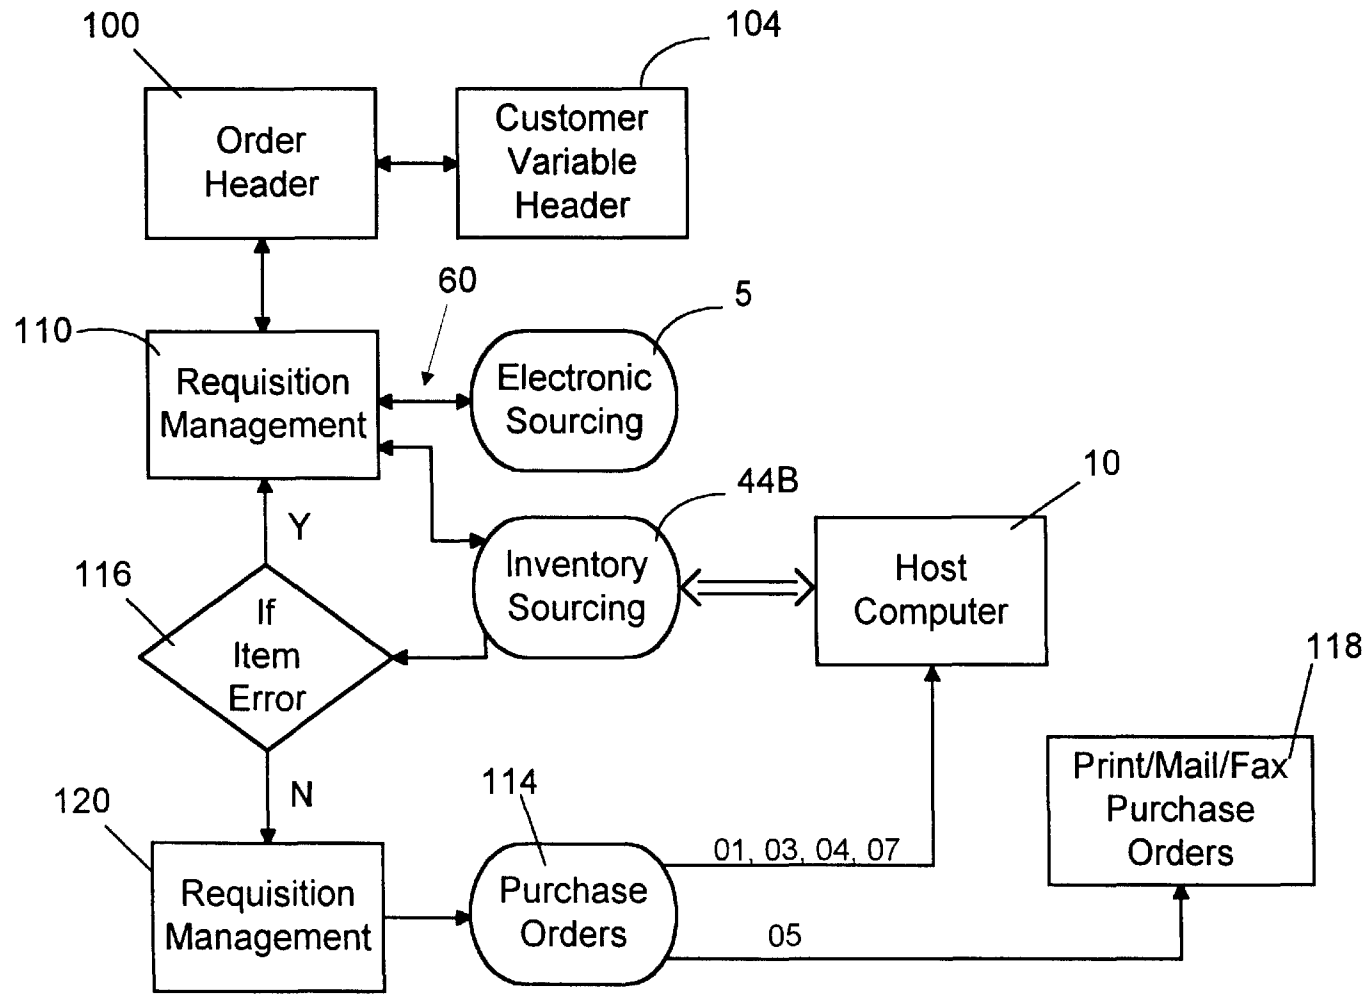 100
104
Order
Header
Customer
Variable
Header
60
5
110
Requisition
Management
Electronic
Sourcing
44B
10
Y
116
If
Item
Error
Inventory
Sourcing
Host
Computer
118
N
114
120
Print/Mail/Fax
Purchase
Orders
01, 03, 04, 07
Requisition
Management
Purchase
Orders
05